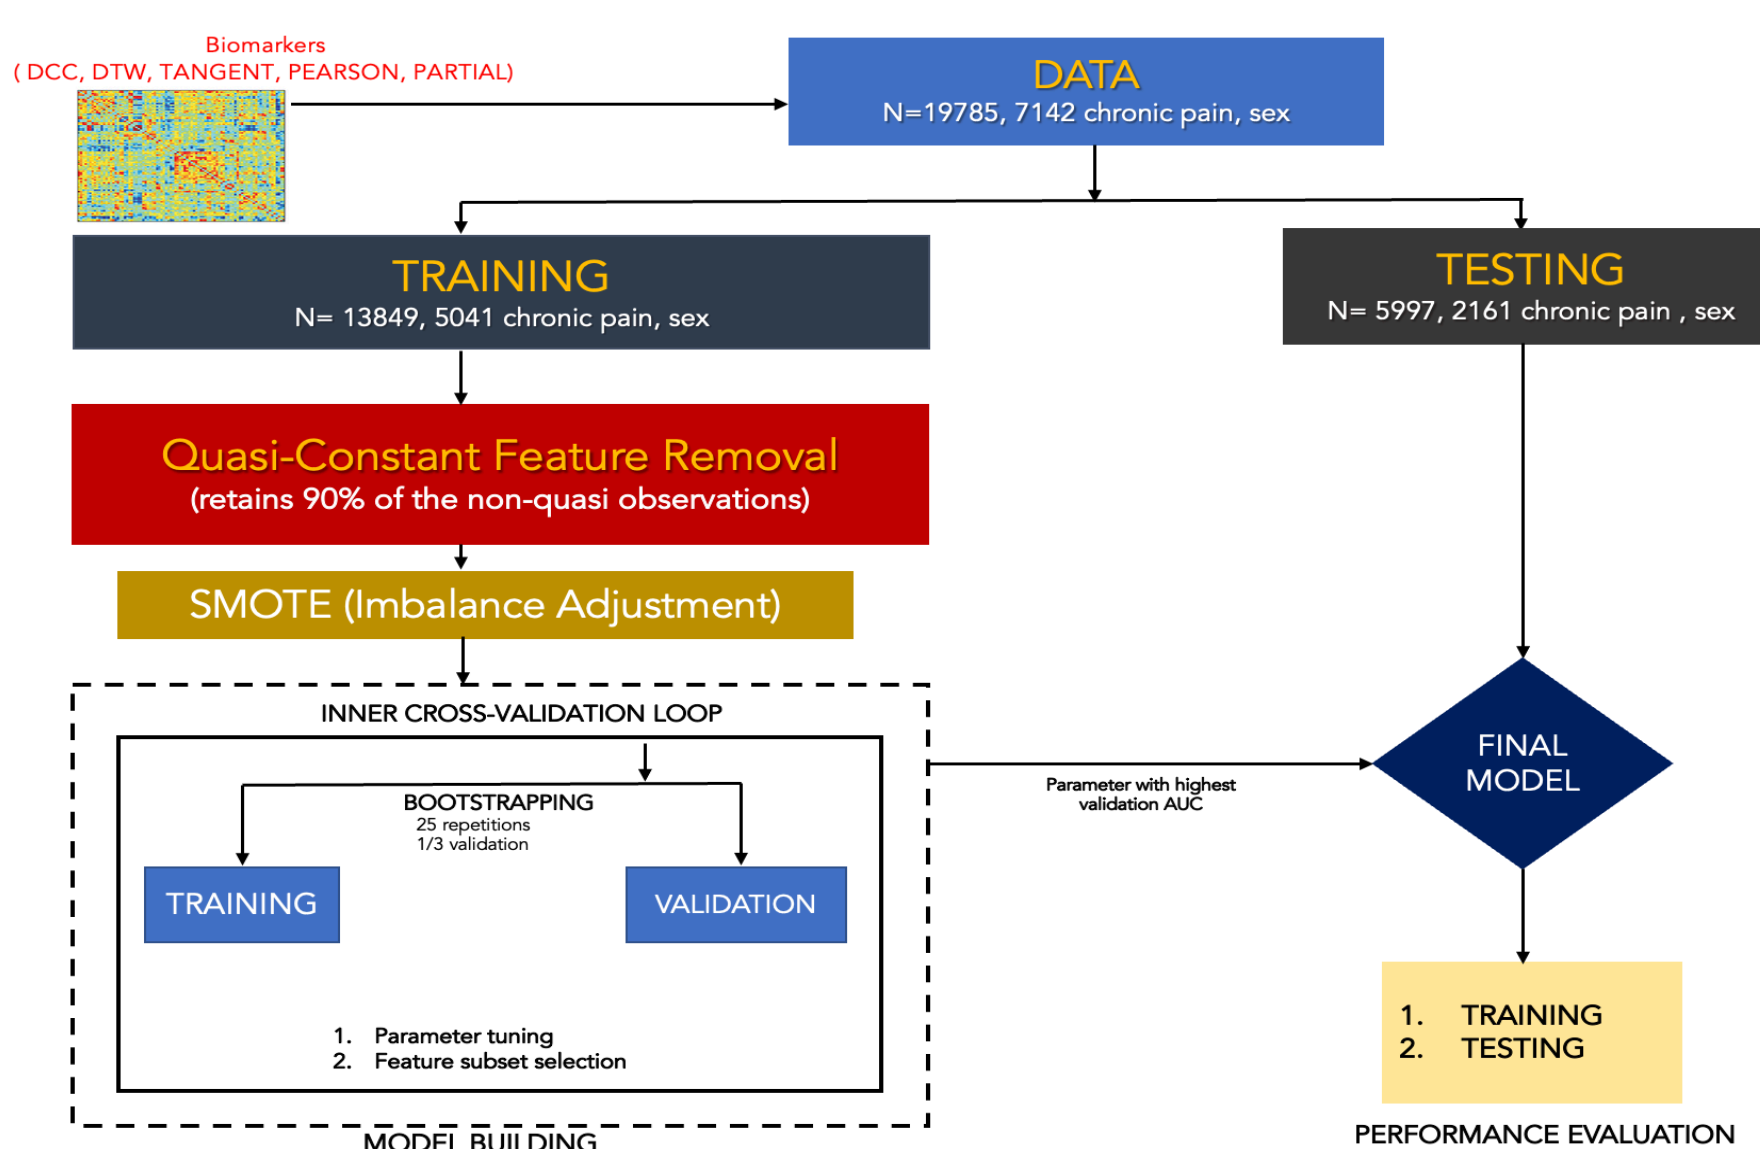 Biomarkers
( DCC, DTW, TANGENT, PEARSON, PARTIAL)
DATA
N=19785, 7142 chronic pain, sex
TRAINING
N= 13849, 5041 chronic pain, sex
TESTING
N= 5997, 2161 chronic pain , sex
Quasi-Constant Feature Removal
(retains 90% of the non-quasi observations)
SMOTE (Imbalance Adjustment)
INNER CROSS-VALIDATION LOOP
BOOTSTRAPPING
25 repetitions
1/3 validation
TRAINING
VALIDATION
1. Parameter tuning
2. Feature subset selection
MODEL BUILDING
Parameter with highest
validation AUC
FINAL
MODEL
1. TRAINING
2. TESTING
PERFORMANCE EVALUATION